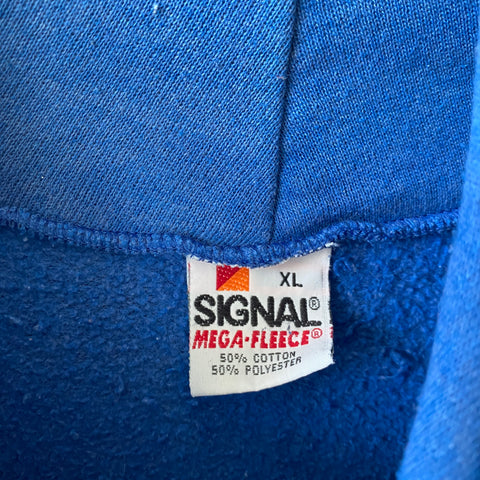 XL
SIGNAL®
MEGA-FLEECE®
50% COTTON
50% POLYESTER